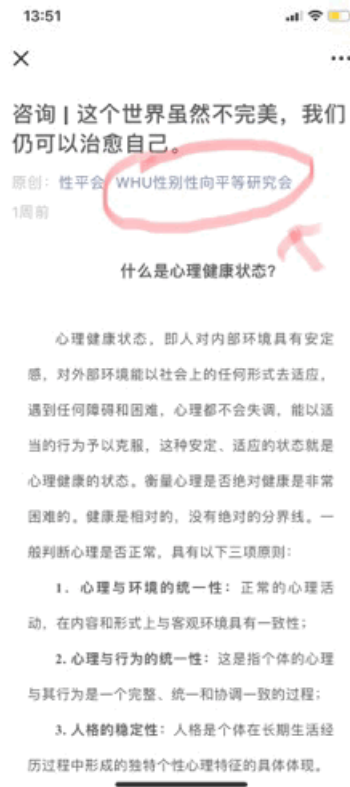 13:51
咨询 | 这个世界虽然不完美，我们
仍可以治愈自己。
原创： 性平会 WHU性别性向平等研究会
1周前
什么是心理健康状态?
心理健康状态，即人对内部环境具有安定
感，对外部环境能以社会上的任何形式去适应，
遇到任何障碍和困难，心理都不会失调，能以适
当的行为予以克服，这种安定、适应的状态就是
心理健康的状态。衡量心理是否绝对健康是非常
困难的。健康是相对的，没有绝对的分界线。一
般判断心理是否正常，具有以下三项原则：
1．心理与环境的统一性：正常的心理活
动，在内容和形式上与客观环境具有一致性；
2. 心理与行为的统一性：这是指个体的心理
与其行为是一个完整、统一和协调一致的过程；
3. 人格的稳定性：人格是个体在长期生活经
历过程中形成的独特个性心理特征的具体体现。